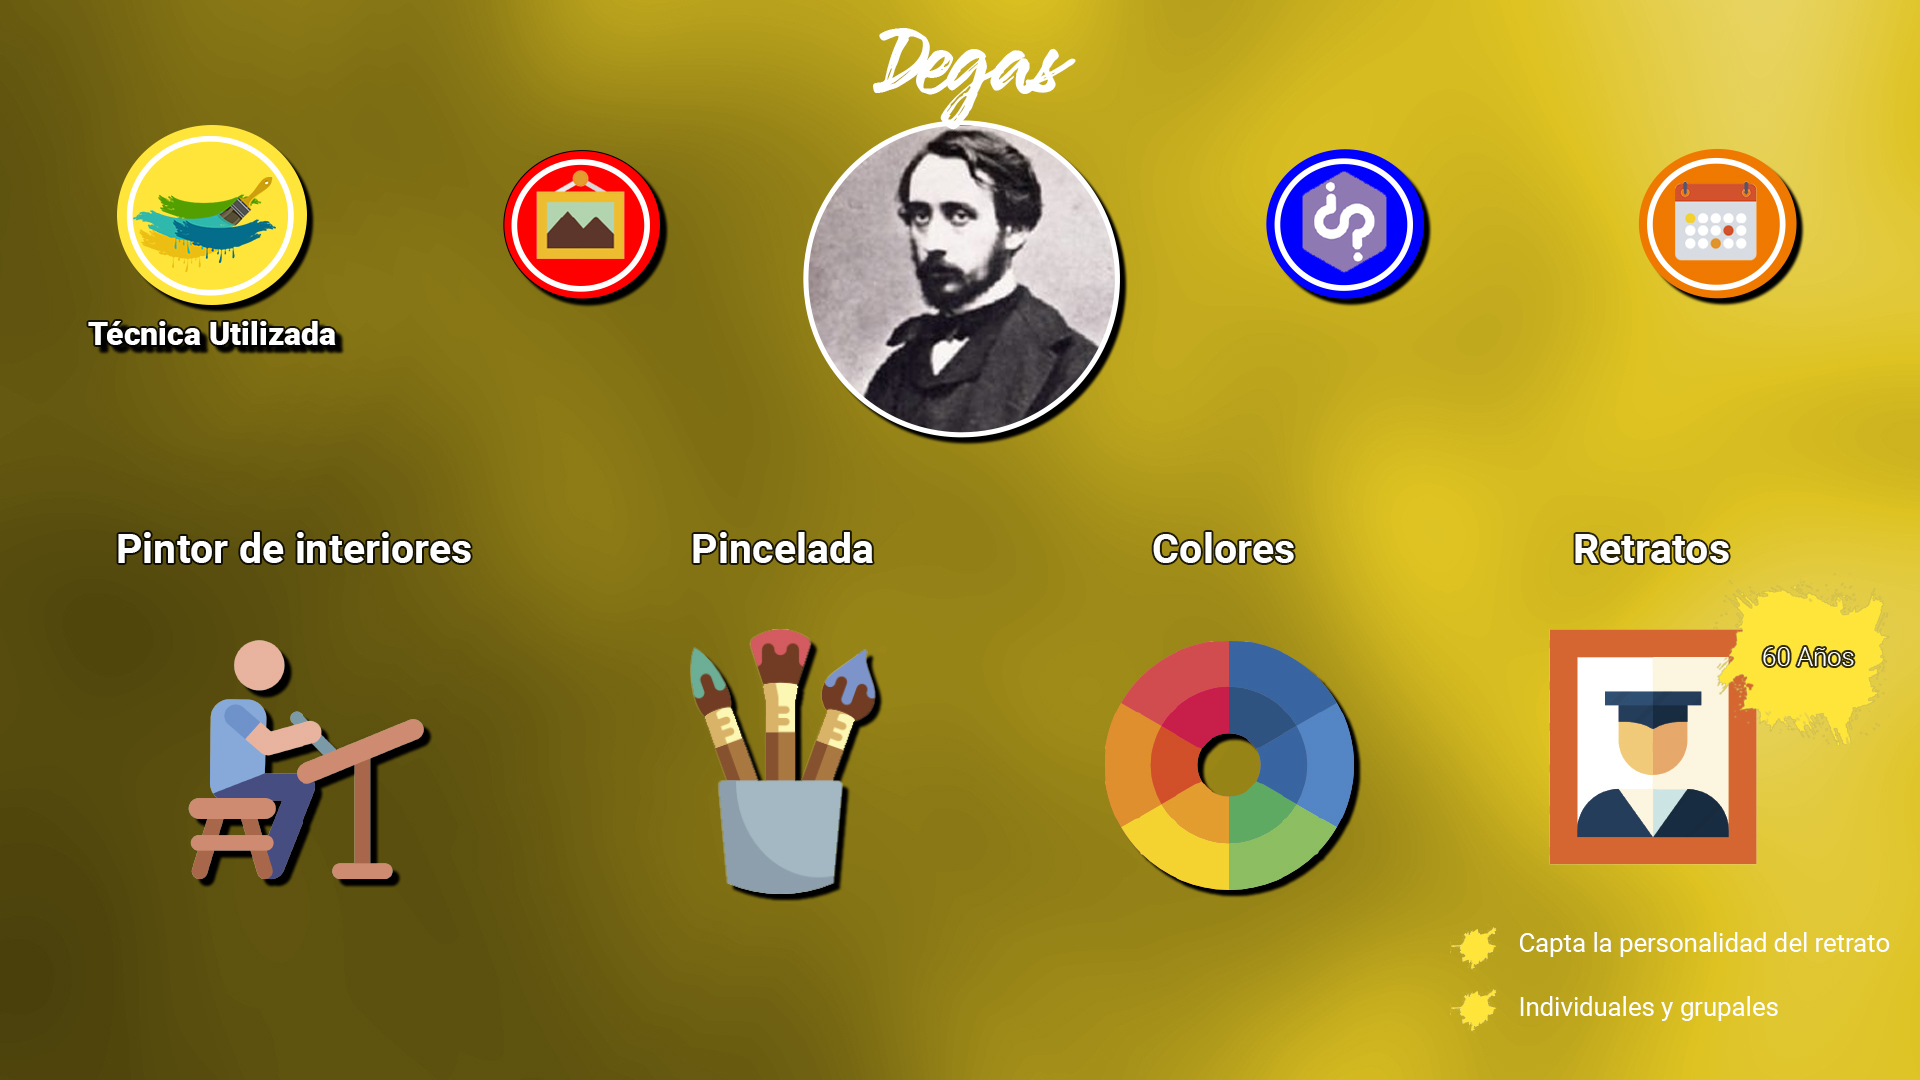 Degas
Técnica Utilizada
Pintor de interiores
Pincelada
Colores
Retratos
60 Años
Capta la personalidad del retrato
Individuales y grupales